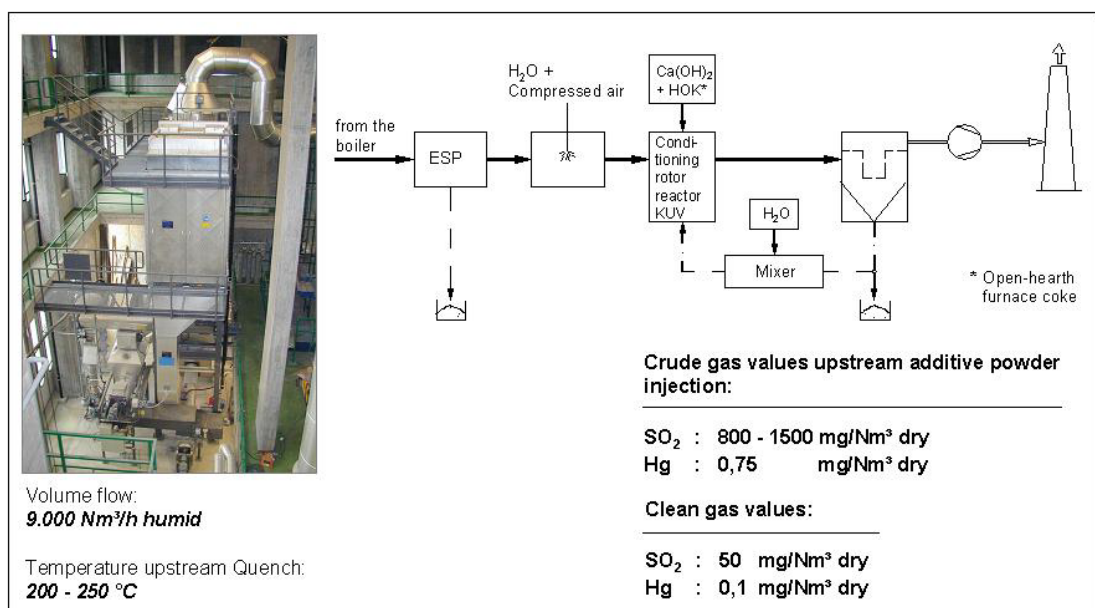 H₂O +
Compressed air
Ca(OH)₂
+ HOK*
from the
boiler
ESP
Condi-
tioning
rotor
reactor
KUV
H₂O
Mixer
* Open-hearth
furnace coke
Volume flow:
9.000 Nm³/h humid
Temperature upstream Quench:
200 - 250 °C
Crude gas values upstream additive powder
injection:
SO₂ : 800 - 1500 mg/Nm³ dry
Hg : 0,75 mg/Nm³ dry
Clean gas values:
SO₂ : 50 mg/Nm³ dry
Hg : 0,1 mg/Nm³ dry